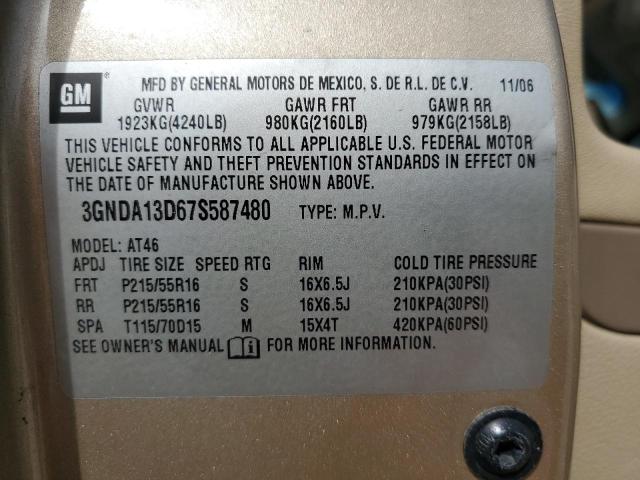 GM
MFD BY GENERAL MOTORS DE MEXICO, S. DE R.L. DE C.V. 11/06
GVWR GAWR FRT GAWR RR
1923KG(4240LB) 980KG(2160LB) 979KG(2158LB)
THIS VEHICLE CONFORMS TO ALL APPLICABLE U.S. FEDERAL MOTOR
VEHICLE SAFETY AND THEFT PREVENTION STANDARDS IN EFFECT ON
THE DATE OF MANUFACTURE SHOWN ABOVE.
3GNDA13D67S587480 TYPE: M.P.V.
MODEL: AT46
APDJ TIRE SIZE SPEED RTG RIM COLD TIRE PRESSURE
FRT P215/55R16 S 16X6.5J 210KPA(30PSI)
RR P215/55R16 S 16X6.5J 210KPA(30PSI)
SPA T115/70D15 M 15X4T 420KPA(60PSI)
SEE OWNER'S MANUAL i FOR MORE INFORMATION.